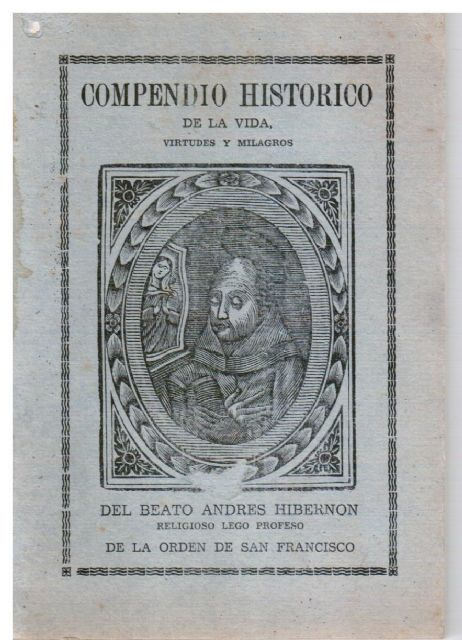 COMPENDIO HISTORICO
DE LA VIDA,
VIRTUDES Y MILAGROS
DEL BEATO ANDRES HIBERNON
RELIGIOSO LEGO PROFESO
DE LA ORDEN DE SAN FRANCISCO